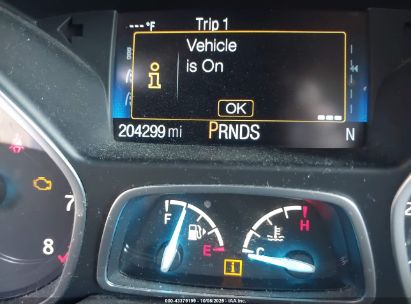 ---°F Trip 1
Vehicle
is On
i
OK
204299 mi PRNDS N
7
8
F
E
H
C
i